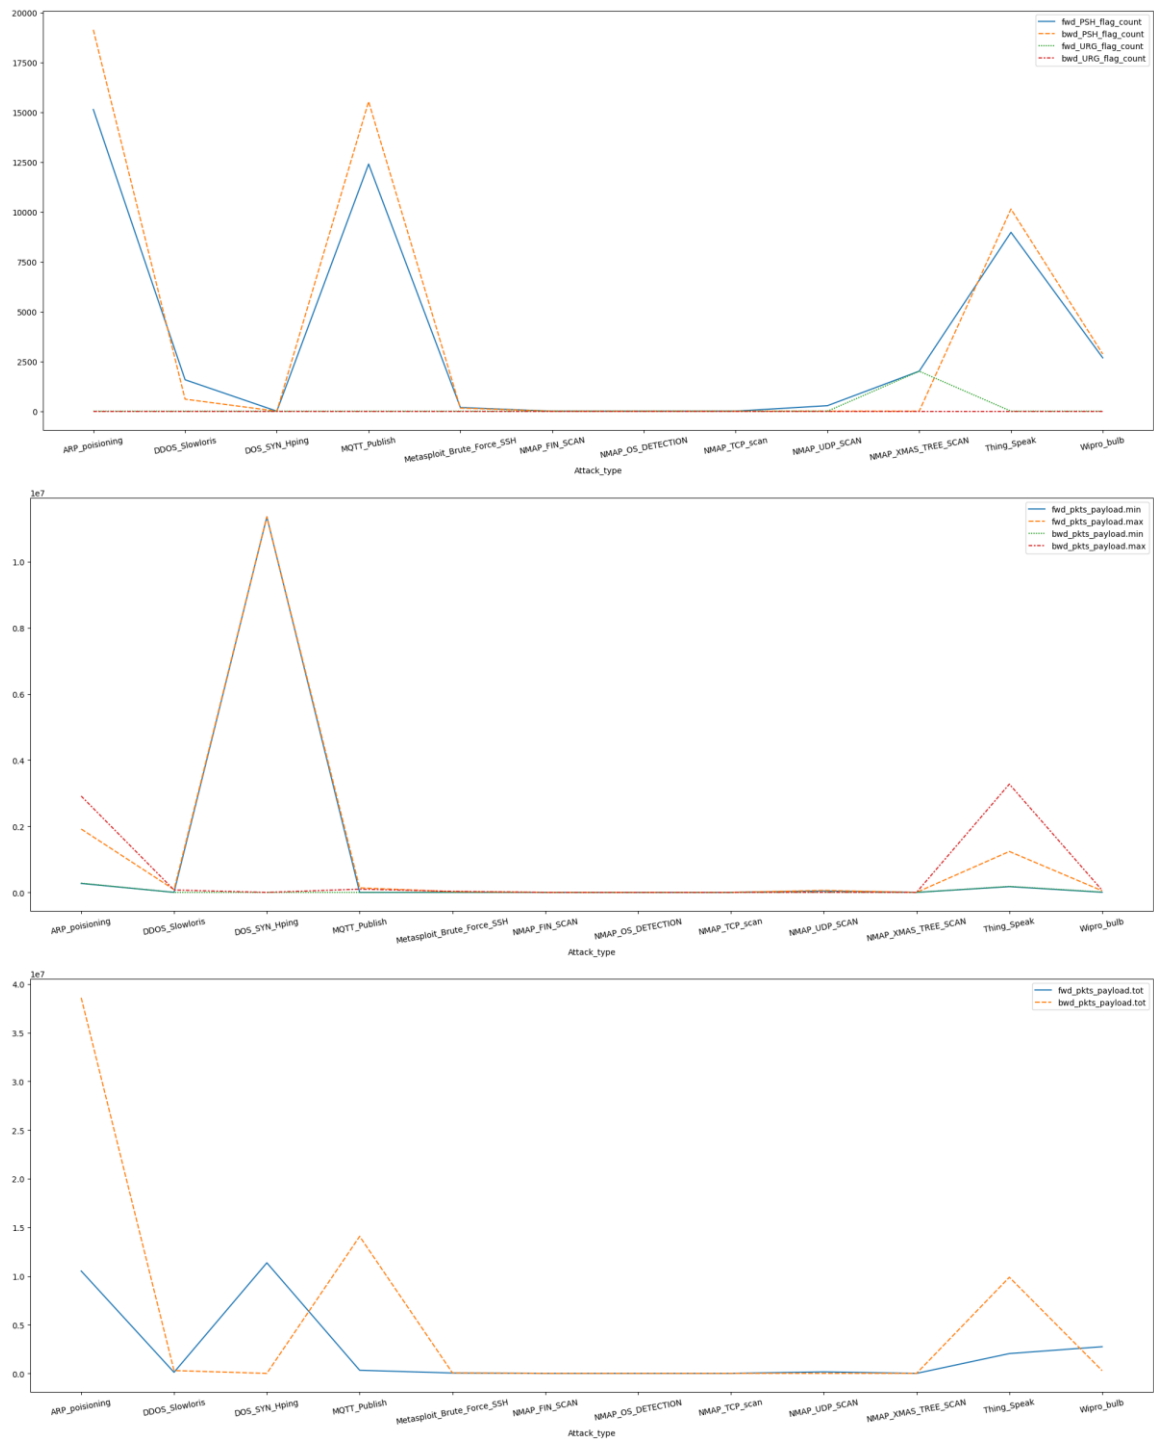 20000
17500
15000
12500
10000
7500
5000
2500
0
fwd_PSH_flag_count
bwd_PSH_flag_count
fwd_URG_flag_count
bwd_URG_flag_count
ARP_poisioning
DDOS_Slowloris
DOS_SYN_Hping
MQTT_Publish
Metasploit_Brute_Force_SSH
NMAP_FIN_SCAN
NMAP_OS_DETECTION
NMAP_TCP_scan
NMAP_UDP_SCAN
NMAP_XMAS_TREE_SCAN
Thing_Speak
Wipro_bulb
Attack_type
1e7
1.0
0.8
0.6
0.4
0.2
0.0
fwd_pkts_payload.min
fwd_pkts_payload.max
bwd_pkts_payload.min
bwd_pkts_payload.max
ARP_poisioning
DDOS_Slowloris
DOS_SYN_Hping
MQTT_Publish
Metasploit_Brute_Force_SSH
NMAP_FIN_SCAN
NMAP_OS_DETECTION
NMAP_TCP_scan
NMAP_UDP_SCAN
NMAP_XMAS_TREE_SCAN
Thing_Speak
Wipro_bulb
Attack_type
1e7
4.0
3.5
3.0
2.5
2.0
1.5
1.0
0.5
0.0
fwd_pkts_payload.tot
bwd_pkts_payload.tot
ARP_poisioning
DDOS_Slowloris
DOS_SYN_Hping
MQTT_Publish
Metasploit_Brute_Force_SSH
NMAP_FIN_SCAN
NMAP_OS_DETECTION
NMAP_TCP_scan
NMAP_UDP_SCAN
NMAP_XMAS_TREE_SCAN
Thing_Speak
Wipro_bulb
Attack_type